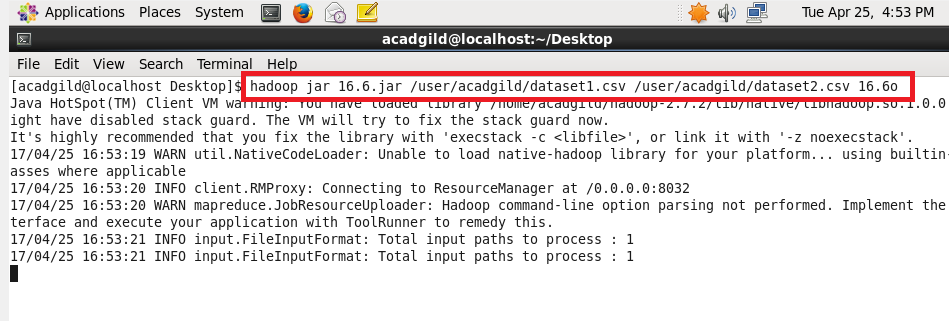 Applications Places System Tue Apr 25, 4:53 PM
acadgild@localhost:~/Desktop
File Edit View Search Terminal Help
[acadgild@localhost Desktop]$ hadoop jar 16.6.jar /user/acadgild/dataset1.csv /user/acadgild/dataset2.csv 16.6o
Java HotSpot(TM) Client VM warning: You have loaded library /home/acadgild/hadoop-2.7.2/lib/native/libhadoop.so.1.0.0
ight have disabled stack guard. The VM will try to fix the stack guard now.
It's highly recommended that you fix the library with 'execstack -c <libfile>', or link it with '-z noexecstack'.
17/04/25 16:53:19 WARN util.NativeCodeLoader: Unable to load native-hadoop library for your platform... using builtin-
asses where applicable
17/04/25 16:53:20 INFO client.RMProxy: Connecting to ResourceManager at /0.0.0.0:8032
17/04/25 16:53:20 WARN mapreduce.JobResourceUploader: Hadoop command-line option parsing not performed. Implement the
terface and execute your application with ToolRunner to remedy this.
17/04/25 16:53:21 INFO input.FileInputFormat: Total input paths to process : 1
17/04/25 16:53:21 INFO input.FileInputFormat: Total input paths to process : 1